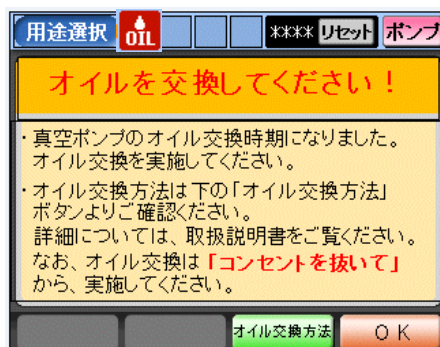 用途選択 OIL **** リセット ポンプ
オイルを交換してください！
・真空ポンプのオイル交換時期になりました。
オイル交換を実施してください。
・オイル交換方法は下の「オイル交換方法」
ボタンよりご確認ください。
詳細については、取扱説明書をご覧ください。
なお、オイル交換は「コンセントを抜いて」
から、実施してください。
オイル交換方法 ＯＫ